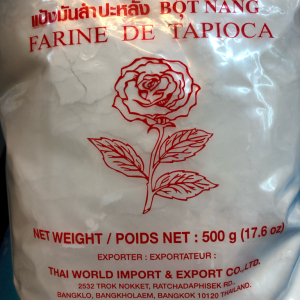 แป้งมันสำปะหลัง BỘT NĂNG
FARINE DE TAPIOCA
NET WEIGHT / POIDS NET : 500 g (17.6 oz)
EXPORTER : EXPORTATEUR :
THAI WORLD IMPORT & EXPORT CO.,LTD.
2532 TROK NOKKET, RATCHADAPHISEK RD.,
BANGKLO, BANGKHOLAEM, BANGKOK 10120 THAILAND.